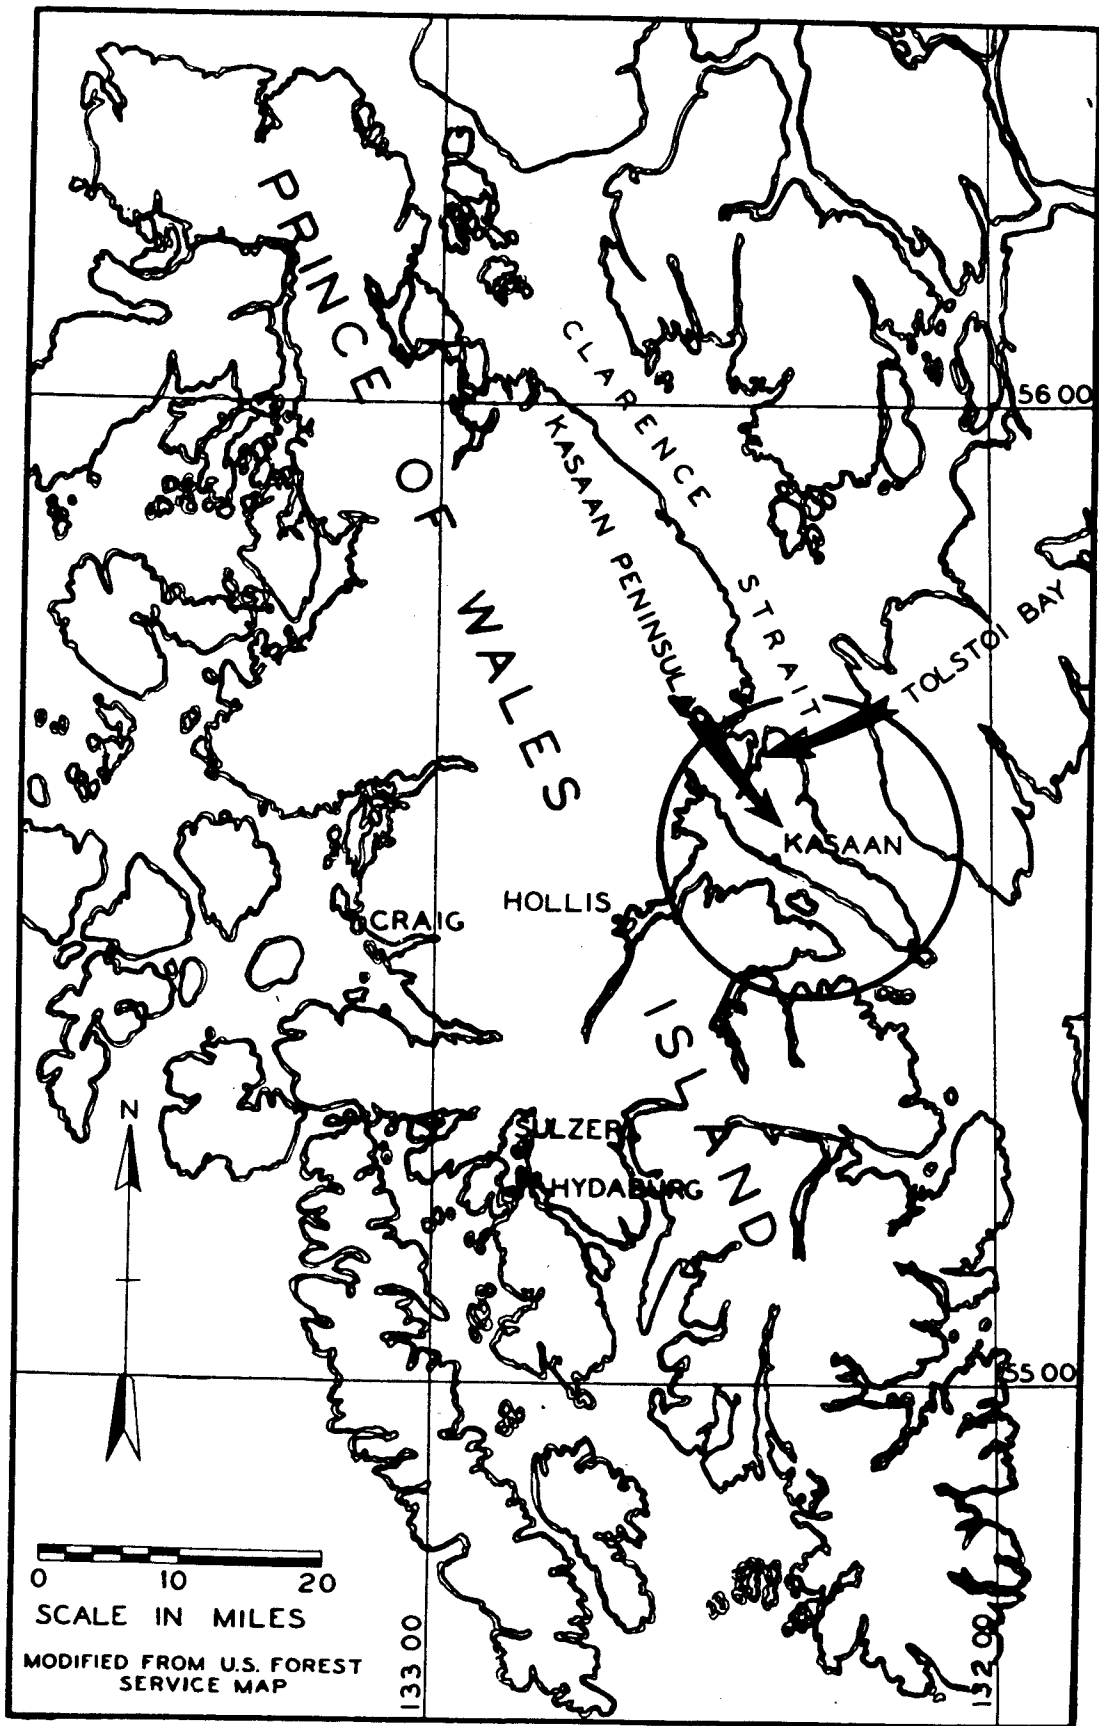 PRINCE OF WALES ISLAND
CLARENCE STRAIT
56 00
KASAAN PENINSULA
TOLSTOI BAY
KASAAN
HOLLIS
CRAIG
N
SULZER
HYDABURG
55 00
0 10 20
SCALE IN MILES
MODIFIED FROM U.S. FOREST
SERVICE MAP
133 00
132 00